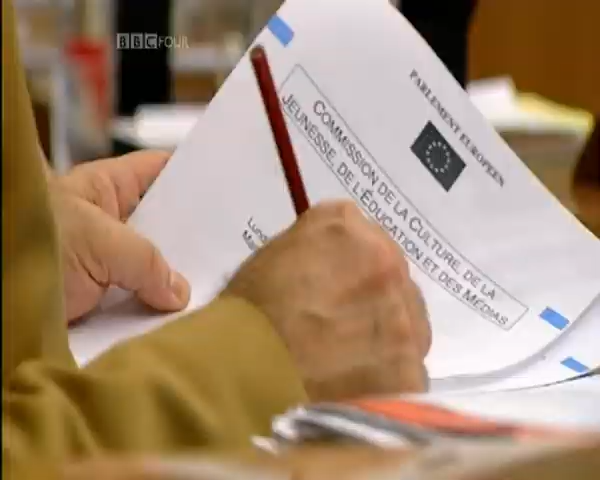 BBC FOUR
PARLEMENT EUROPÉEN
COMMISSION DE LA CULTURE, DE LA
JEUNESSE, DE L'ÉDUCATION ET DES MÉDIAS